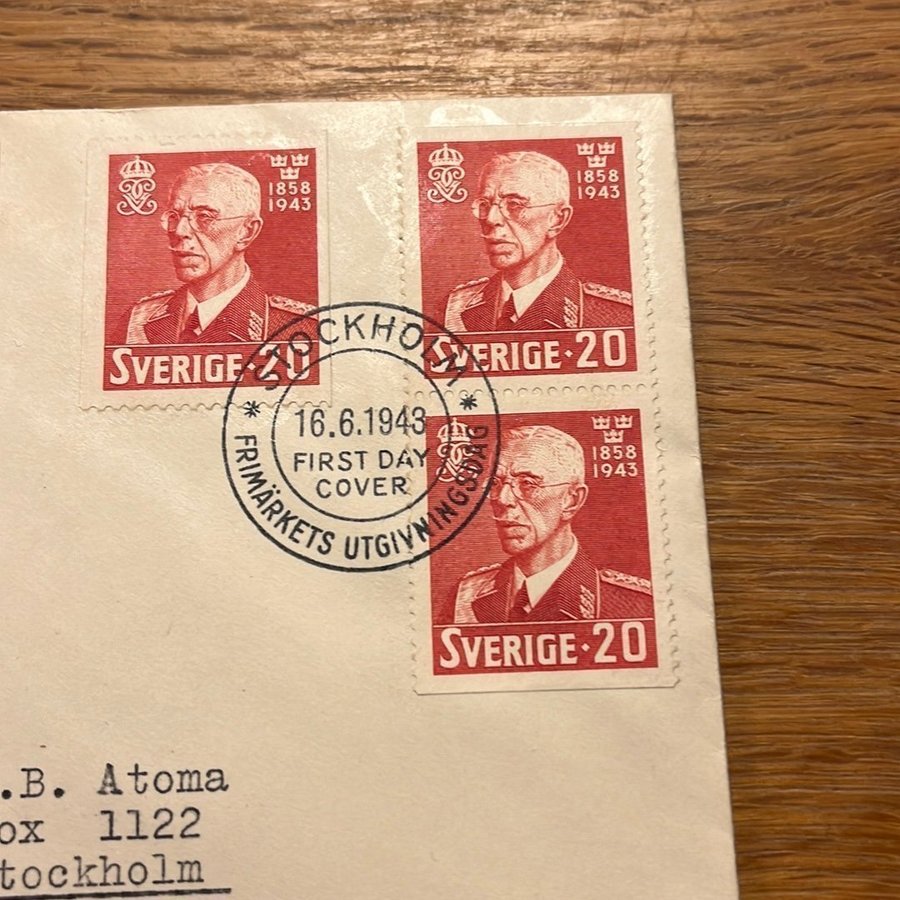 1858
1943
SVERIGE·20
1858
1943
SVERIGE·20
STOCKHOLM
16.6.1943
FIRST DAY
COVER
FRIMÄRKETS UTGIVNINGSDAG
1858
1943
SVERIGE·20
.B. Atoma
ox 1122
tockholm